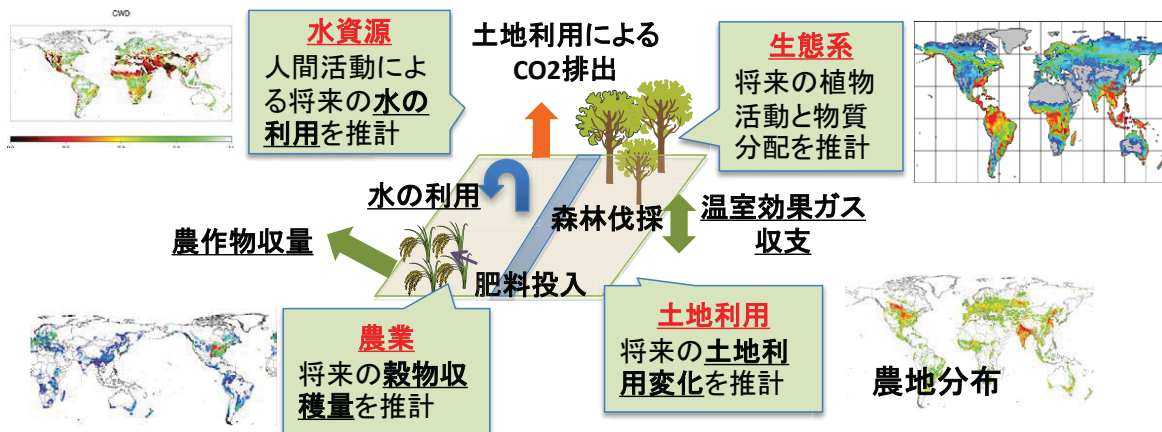 CWD
水資源
人間活動によ
る将来の水の
利用を推計
土地利用による
CO2排出
生態系
将来の植物
活動と物質
分配を推計
水の利用
森林伐採
温室効果ガス
収支
農作物収量
肥料投入
農業
将来の穀物収
穫量を推計
土地利用
将来の土地利
用変化を推計
農地分布